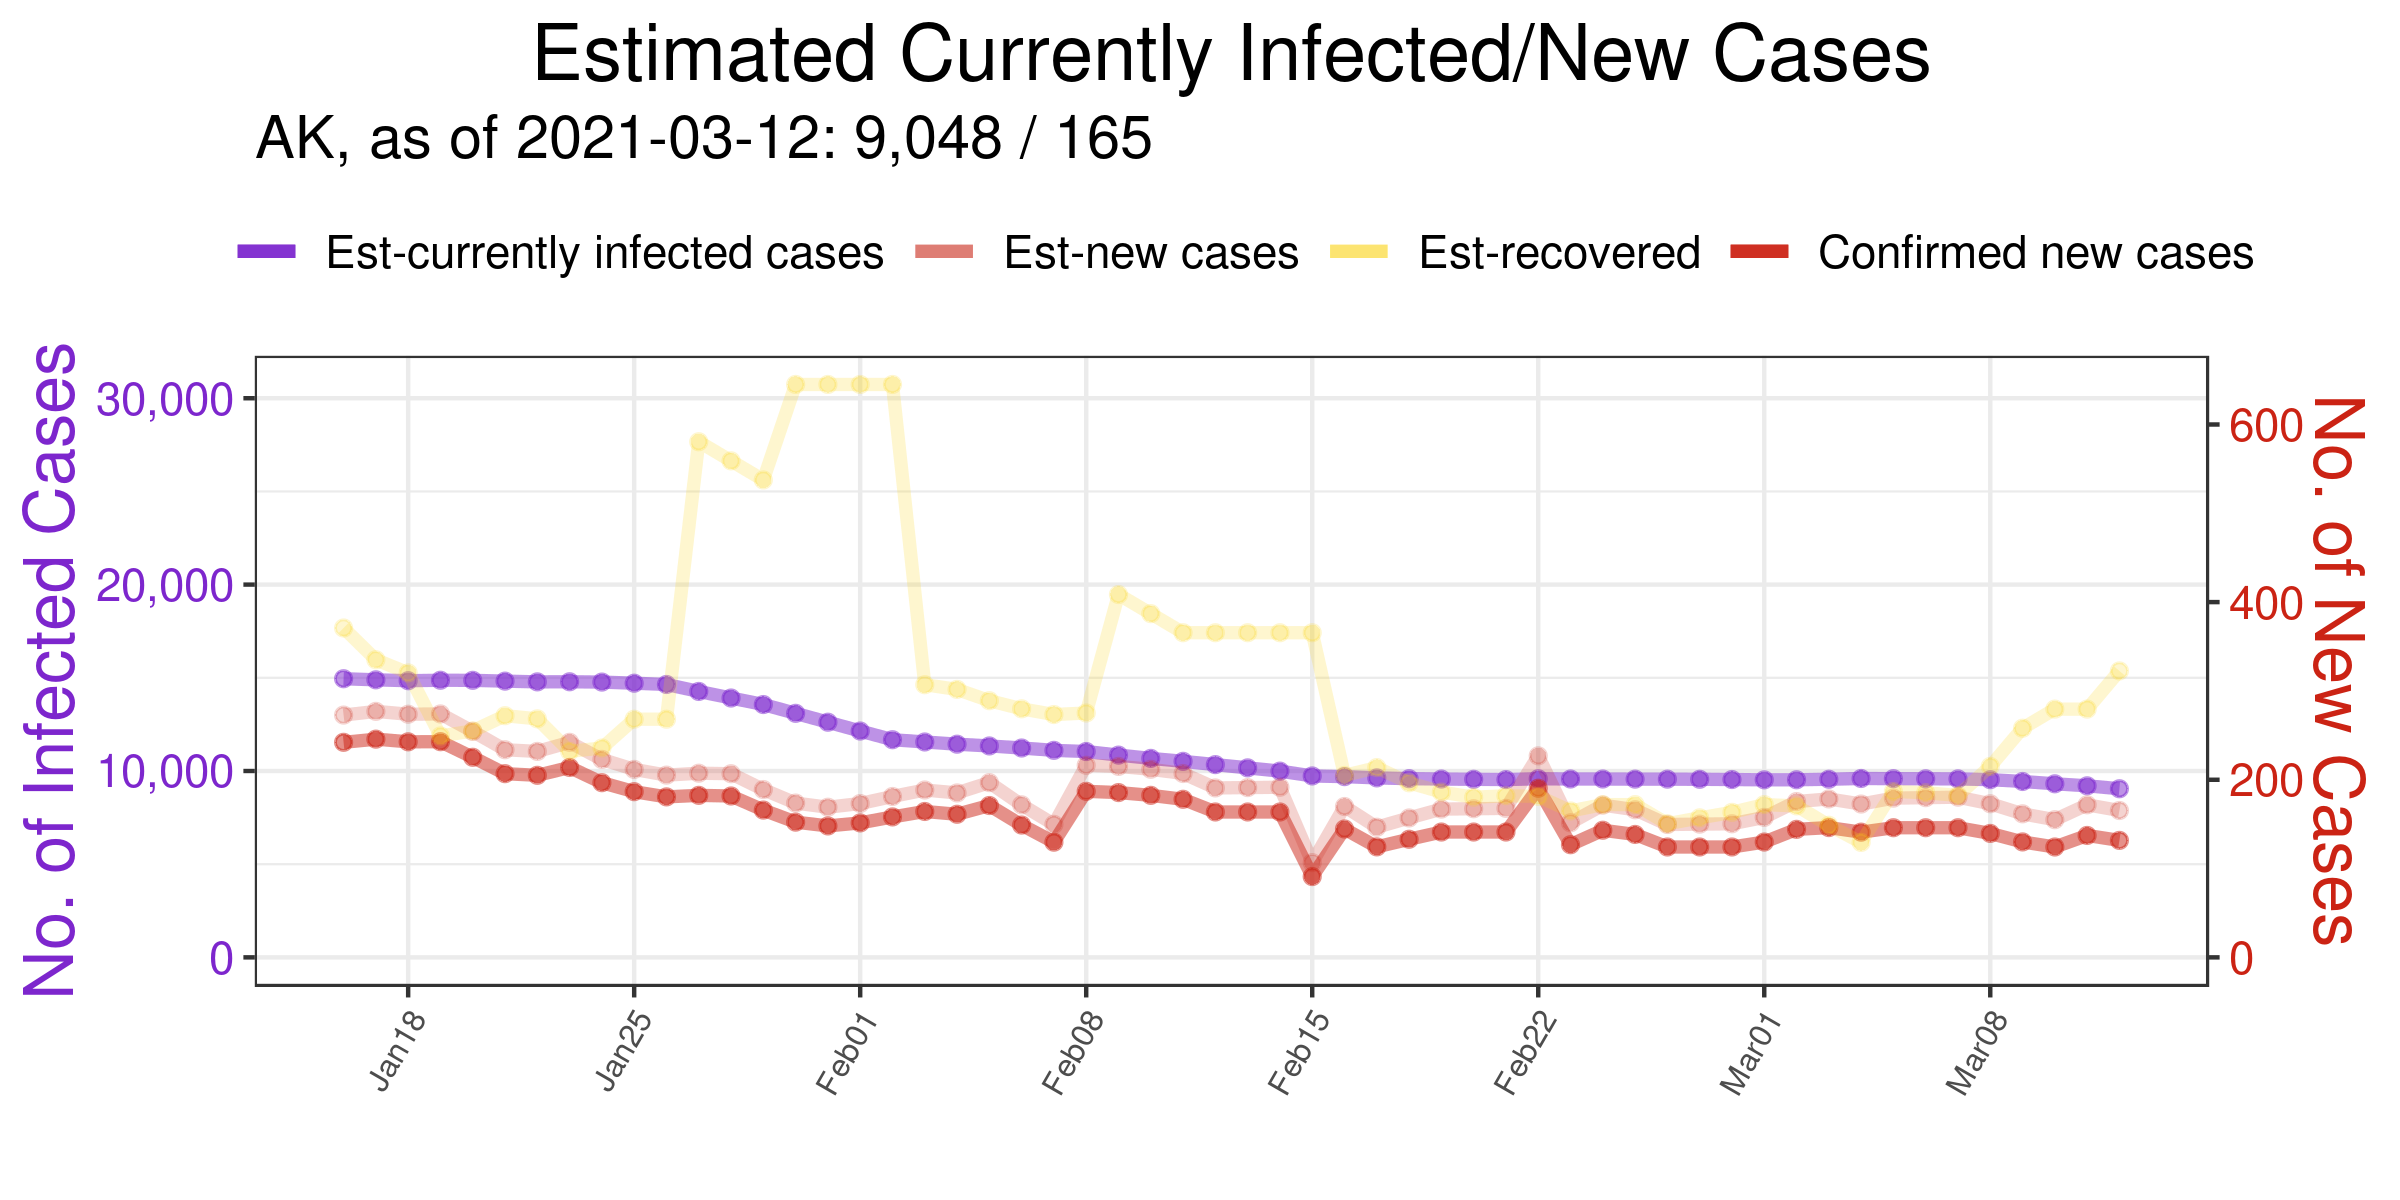 Estimated Currently Infected/New Cases
AK, as of 2021-03-12: 9,048 / 165
Est-currently infected cases Est-new cases Est-recovered Confirmed new cases
No. of Infected Cases
30,000
20,000
10,000
0
600
400
200
0
No. of New Cases
Jan18 Jan25 Feb01 Feb08 Feb15 Feb22 Mar01 Mar08